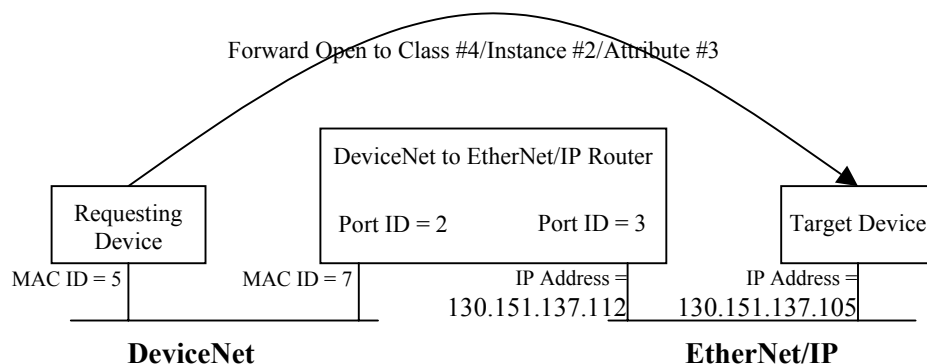 Forward Open to Class #4/Instance #2/Attribute #3
DeviceNet to EtherNet/IP Router
Requesting
Device
Port ID = 2
Port ID = 3
Target Device
MAC ID = 5
MAC ID = 7
IP Address =
130.151.137.112
IP Address =
130.151.137.105
DeviceNet
EtherNet/IP